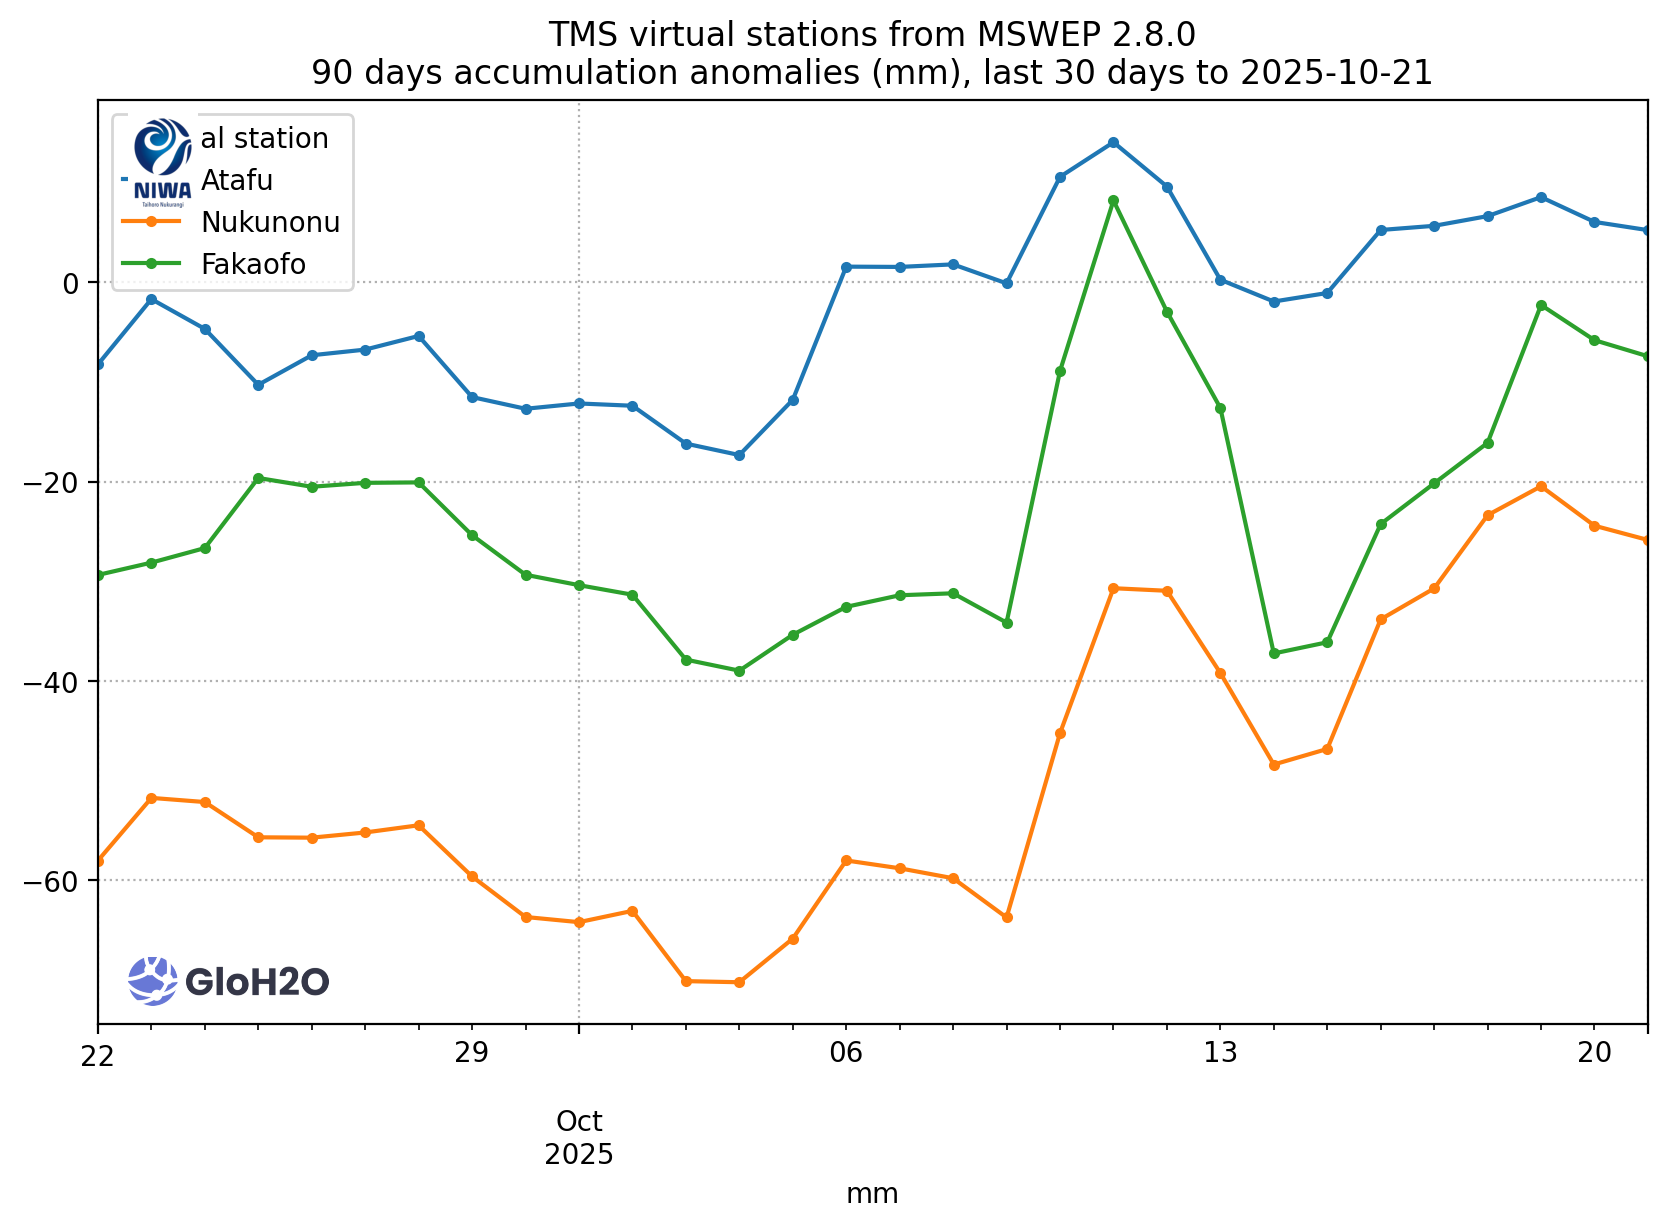 TMS virtual stations from MSWEP 2.8.0
90 days accumulation anomalies (mm), last 30 days to 2025-10-21
al station
Atafu
Nukunonu
Fakaofo
NIWA
Taihoro Nukurangi
0
−20
−40
−60
GloH2O
22
29
06
13
20
Oct
2025
mm